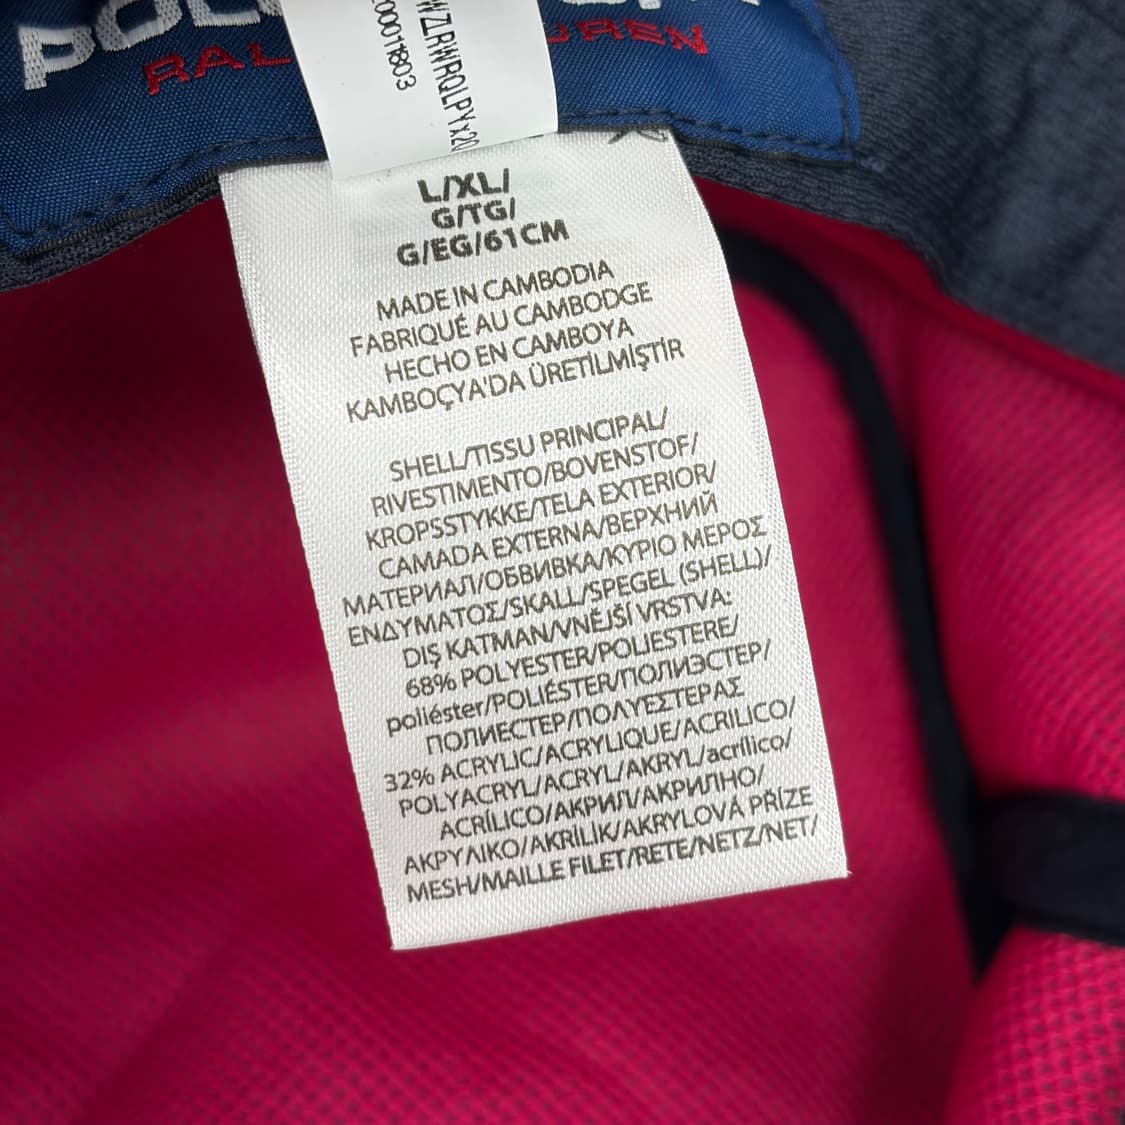 RALPH LAUREN
WZLRWRQLPY x20
00011803
L/XL/
G/TG/
G/EG/61CM
MADE IN CAMBODIA
FABRIQUÉ AU CAMBODGE
HECHO EN CAMBOYA
KAMBOÇYA'DA ÜRETİLMİŞTİR
SHELL/TISSU PRINCIPAL/
RIVESTIMENTO/BOVENSTOF/
KROPSSTYKKE/TELA EXTERIOR/
CAMADA EXTERNA/ВЕРХНИЙ
МАТЕРИАЛ/ОБВИВКА/ΚΥΡΙΟ ΜΕΡΟΣ
ΕΝΔΥΜΑΤΟΣ/SKALL/SPEGEL (SHELL)/
DIŞ KATMAN/VNĚJŠÍ VRSTVA:
68% POLYESTER/POLIESTERE/
poliéster/POLIÉSTER/ПОЛИЭСТЕР/
ПОЛИЕСТЕР/ΠΟΛΥΕΣΤΕΡΑΣ
32% ACRYLIC/ACRYLIQUE/ACRILICO/
POLYACRYL/ACRYL/AKRYL/acrílico/
ACRÍLICO/АКРИЛ/АКРИЛНО/
ΑΚΡΥΛΙΚΟ/AKRİLİK/AKRYLOVÁ PŘÍZE
MESH/MAILLE FILET/RETE/NETZ/NET/